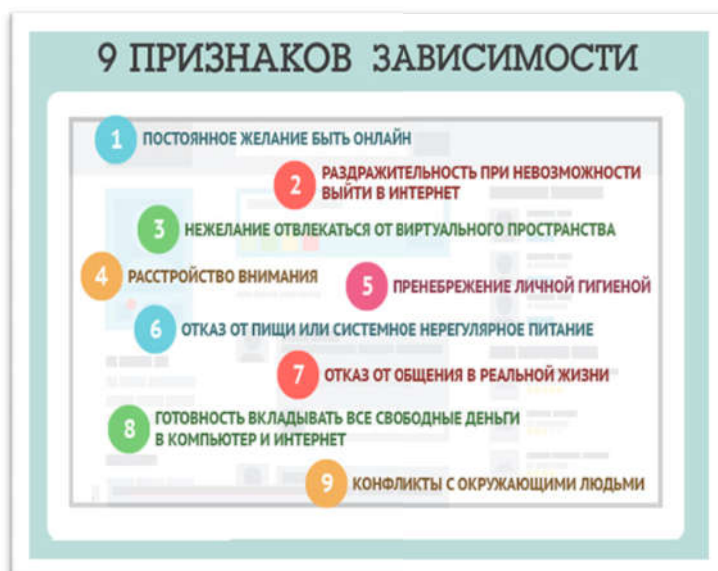 9 ПРИЗНАКОВ ЗАВИСИМОСТИ
1 ПОСТОЯННОЕ ЖЕЛАНИЕ БЫТЬ ОНЛАЙН
2 РАЗДРАЖИТЕЛЬНОСТЬ ПРИ НЕВОЗМОЖНОСТИ
ВЫЙТИ В ИНТЕРНЕТ
3 НЕЖЕЛАНИЕ ОТВЛЕКАТЬСЯ ОТ ВИРТУАЛЬНОГО ПРОСТРАНСТВА
4 РАССТРОЙСТВО ВНИМАНИЯ
5 ПРЕНЕБРЕЖЕНИЕ ЛИЧНОЙ ГИГИЕНОЙ
6 ОТКАЗ ОТ ПИЩИ ИЛИ СИСТЕМНОЕ НЕРЕГУЛЯРНОЕ ПИТАНИЕ
7 ОТКАЗ ОТ ОБЩЕНИЯ В РЕАЛЬНОЙ ЖИЗНИ
8 ГОТОВНОСТЬ ВКЛАДЫВАТЬ ВСЕ СВОБОДНЫЕ ДЕНЬГИ
В КОМПЬЮТЕР И ИНТЕРНЕТ
9 КОНФЛИКТЫ С ОКРУЖАЮЩИМИ ЛЮДЬМИ